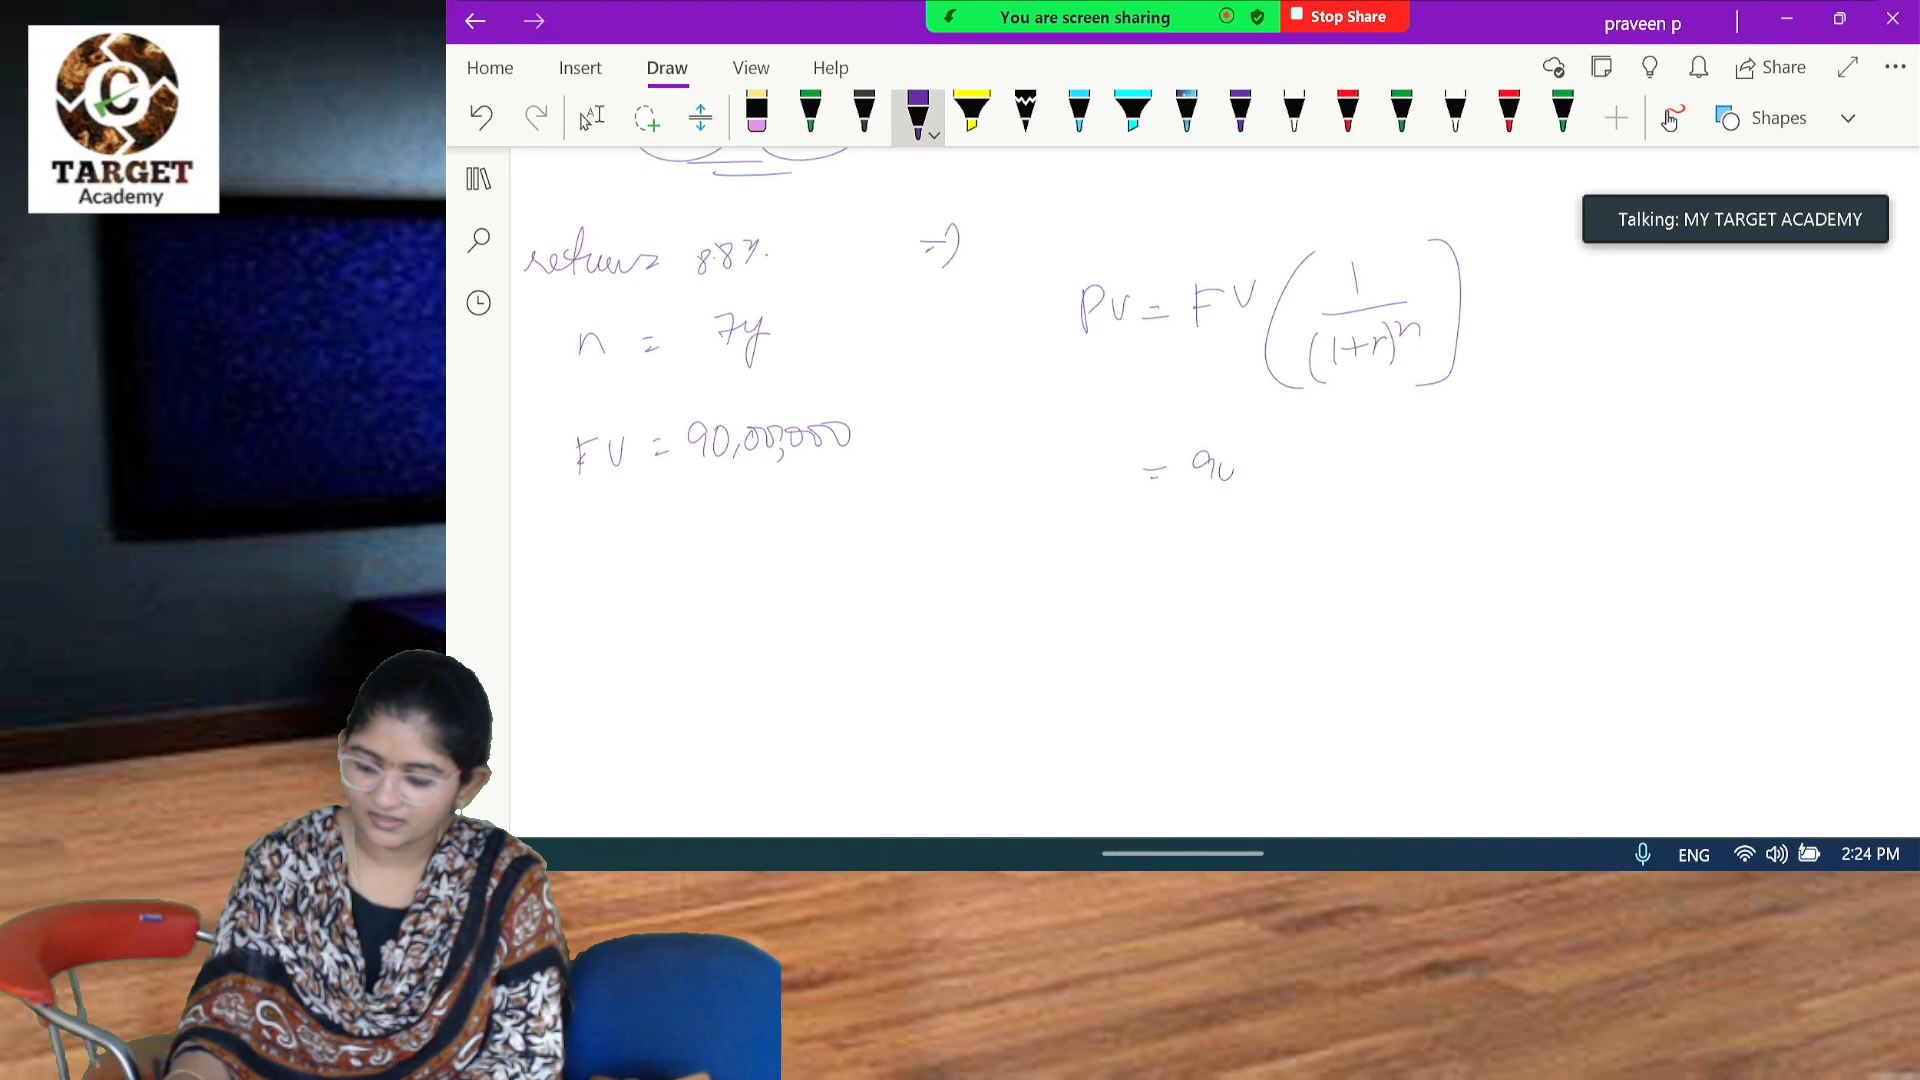 C
TARGET
Academy
You are screen sharing
Stop Share
praveen p
Home Insert Draw View Help
Share
Shapes
Talking: MY TARGET ACADEMY
return = 8.8% =>
n = 7y
FV = 90,00,000
PV = FV ( 1 / (1+r)^n )
= 90
ENG 2:24 PM